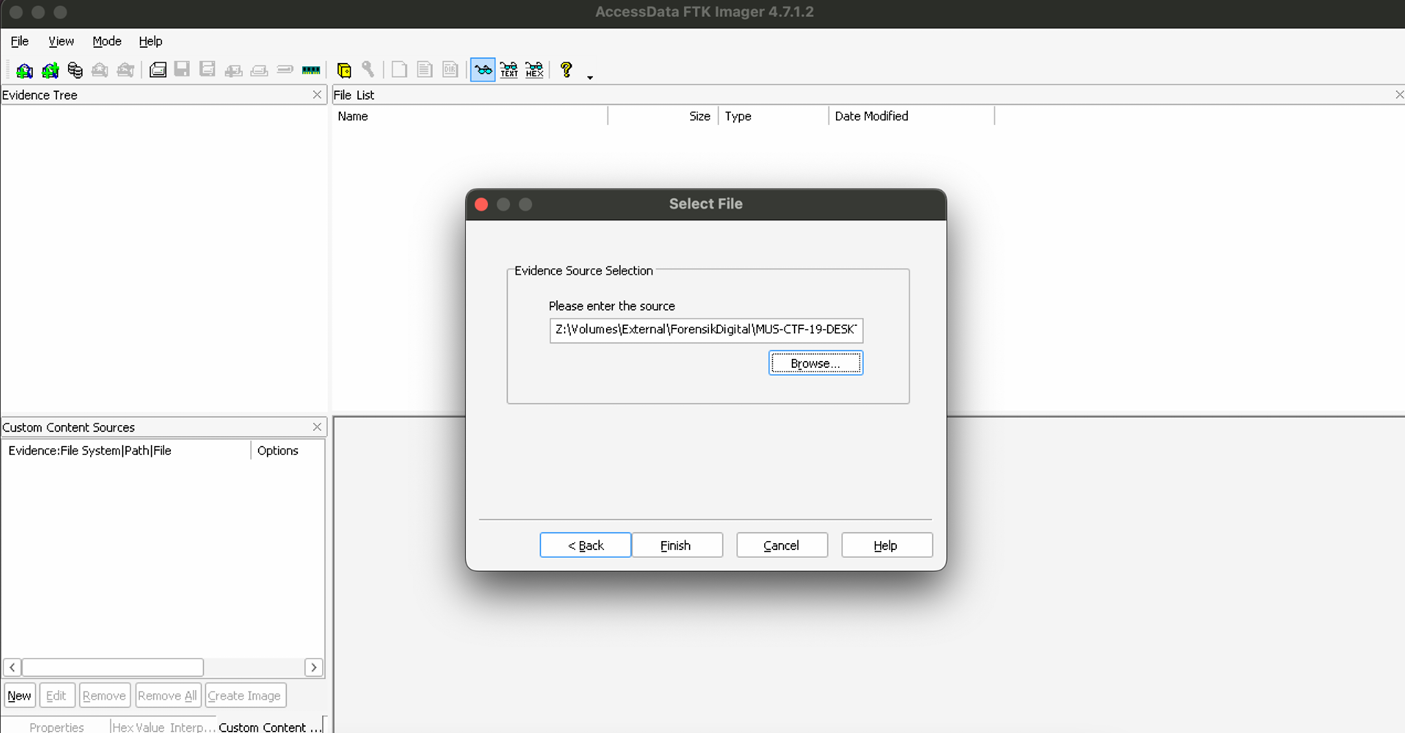 AccessData FTK Imager 4.7.1.2
File View Mode Help
TEXT HEX
Evidence Tree
File List
Name Size Type Date Modified
Select File
Evidence Source Selection
Please enter the source
Z:\Volumes\External\ForensikDigital\MUS-CTF-19-DESK
Browse...
< Back Finish Cancel Help
Custom Content Sources
Evidence:File System|Path|File Options
New Edit Remove Remove All Create Image
Properties Hex Value Interp... Custom Content ...